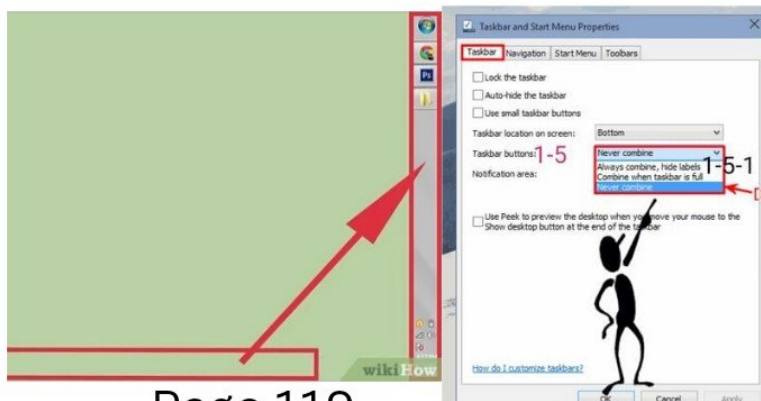 Ps
wikiHow
Page 119
Taskbar and Start Menu Properties
Taskbar Navigation Start Menu Toolbars
Lock the taskbar
Auto-hide the taskbar
Use small taskbar buttons
Taskbar location on screen: Bottom
Taskbar buttons: 1-5 Never combine
Always combine, hide labels 1-5-1
Combine when taskbar is full
Never combine
Notification area:
Use Peek to preview the desktop when you move your mouse to the
Show desktop button at the end of the taskbar
How do I customize taskbars?
OK Cancel Apply